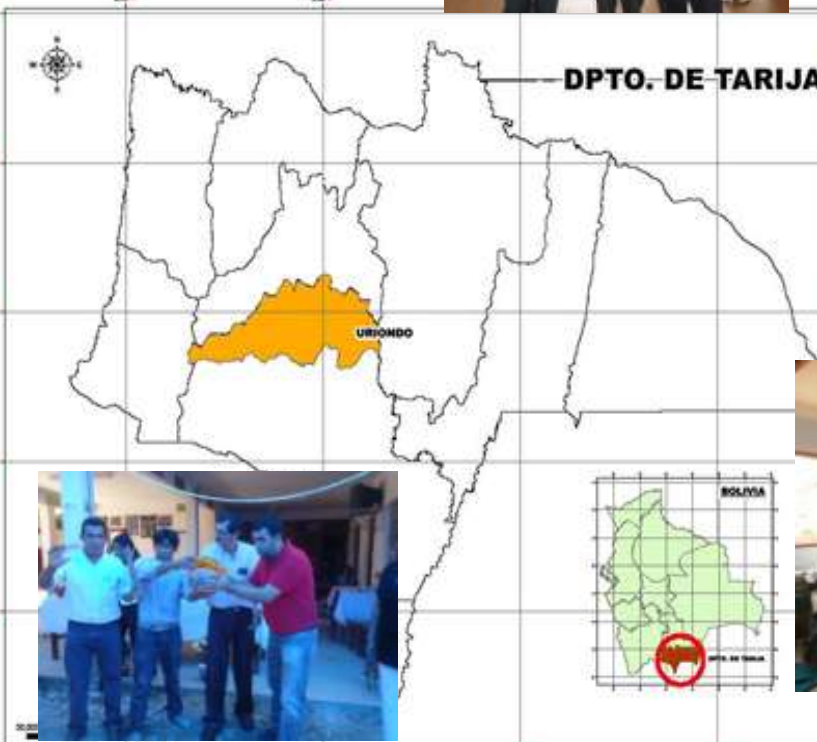 N
W E
S
DPTO. DE TARIJA
URIONDO
BOLIVIA
DPTO. DE TARIJA